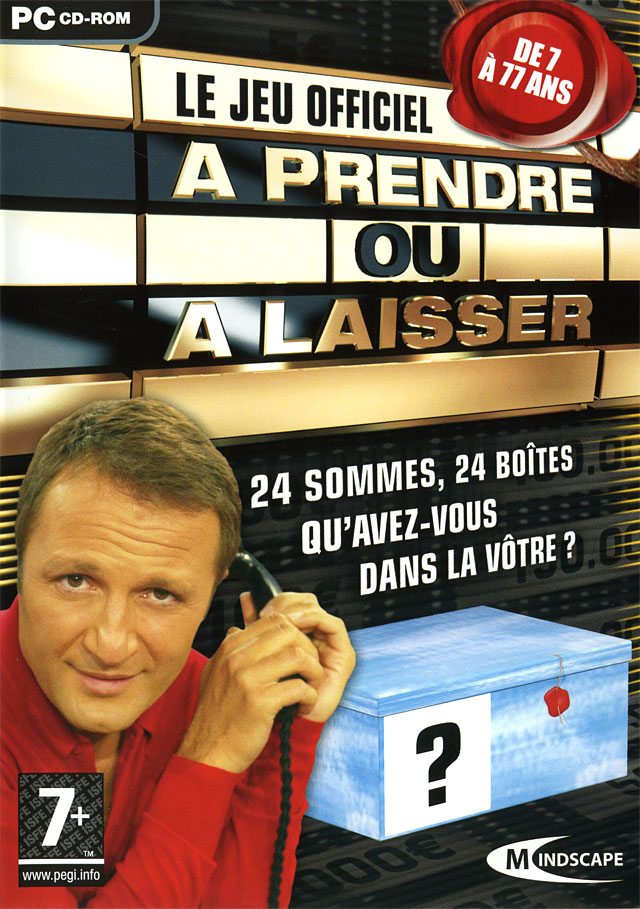 PC CD-ROM
DE 7
À 77 ANS
LE JEU OFFICIEL
A PRENDRE
OU
A LAISSER
24 SOMMES, 24 BOÎTES
QU'AVEZ-VOUS
DANS LA VÔTRE ?
?
7+
TM
www.pegi.info
MINDSCAPE